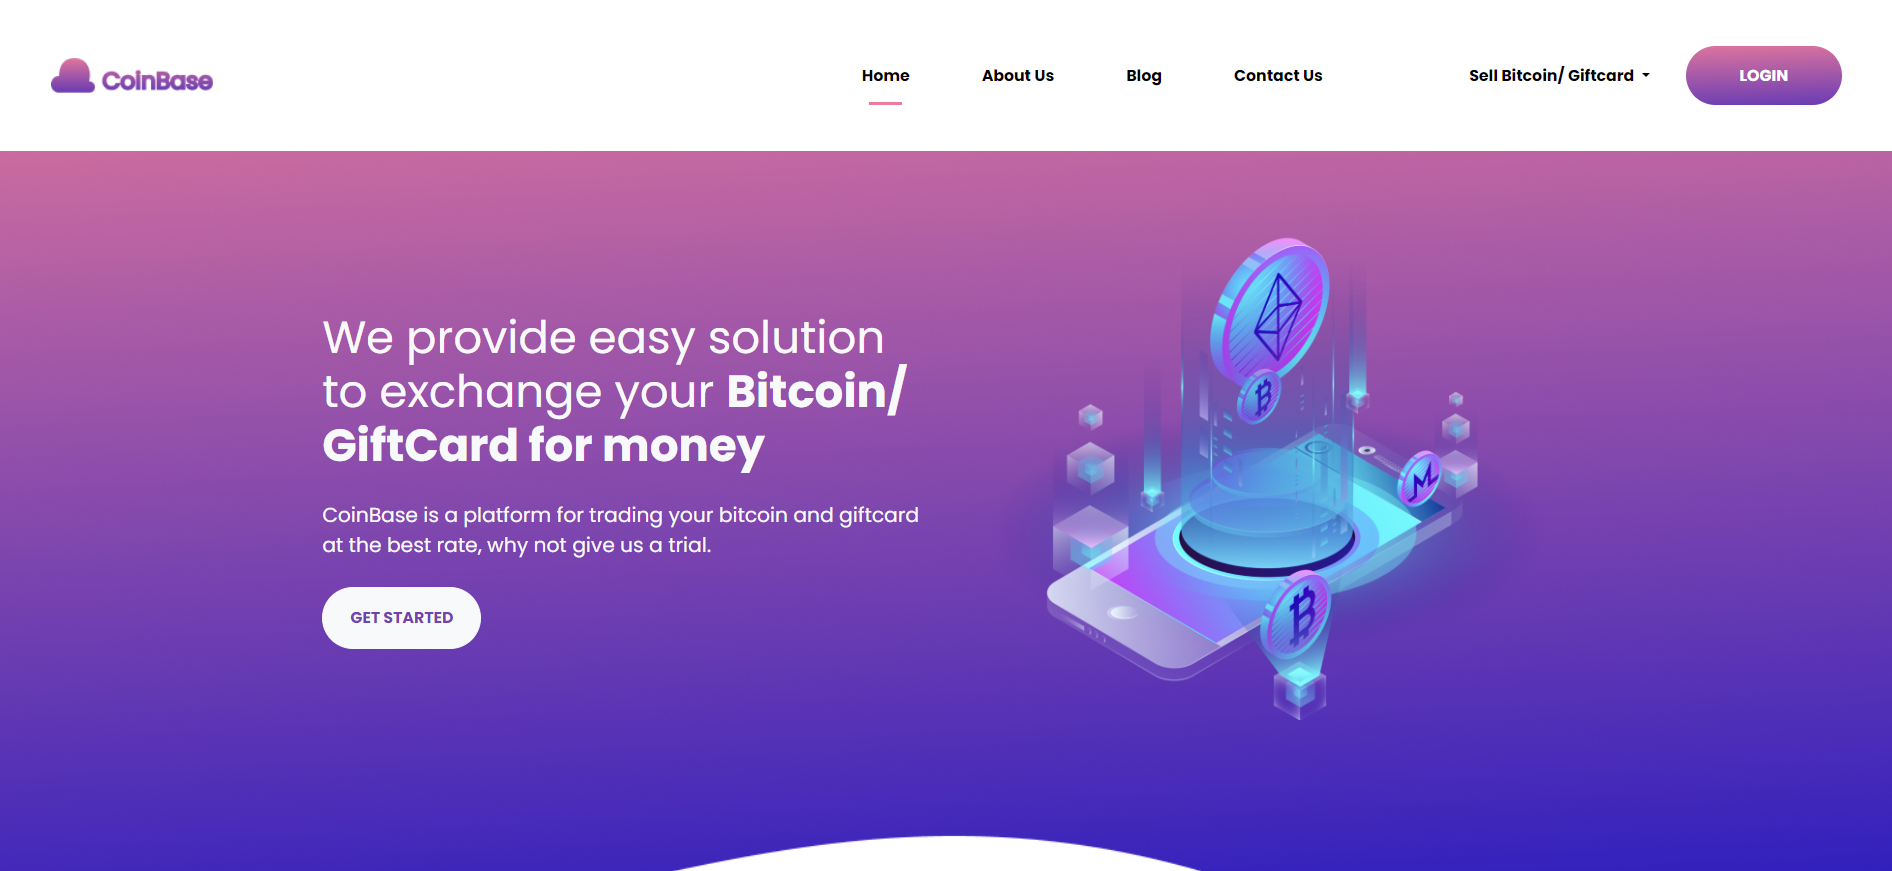 CoinBase
Home
About Us
Blog
Contact Us
Sell Bitcoin/ Giftcard
LOGIN
We provide easy solution
to exchange your Bitcoin/
GiftCard for money
CoinBase is a platform for trading your bitcoin and giftcard
at the best rate, why not give us a trial.
GET STARTED